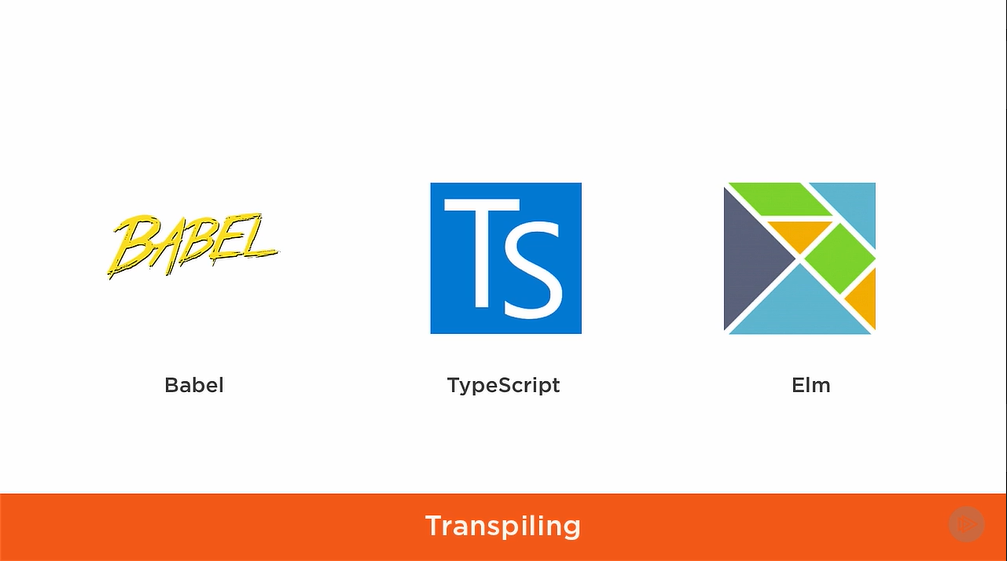 BABEL
TS
Babel
TypeScript
Elm
Transpiling